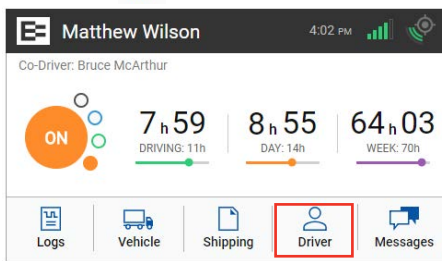 Matthew Wilson 4:02 PM
Co-Driver: Bruce McArthur
ON
7 h 59 8 h 55 64 h 03
DRIVING: 11h DAY: 14h WEEK: 70h
Logs Vehicle Shipping Driver Messages